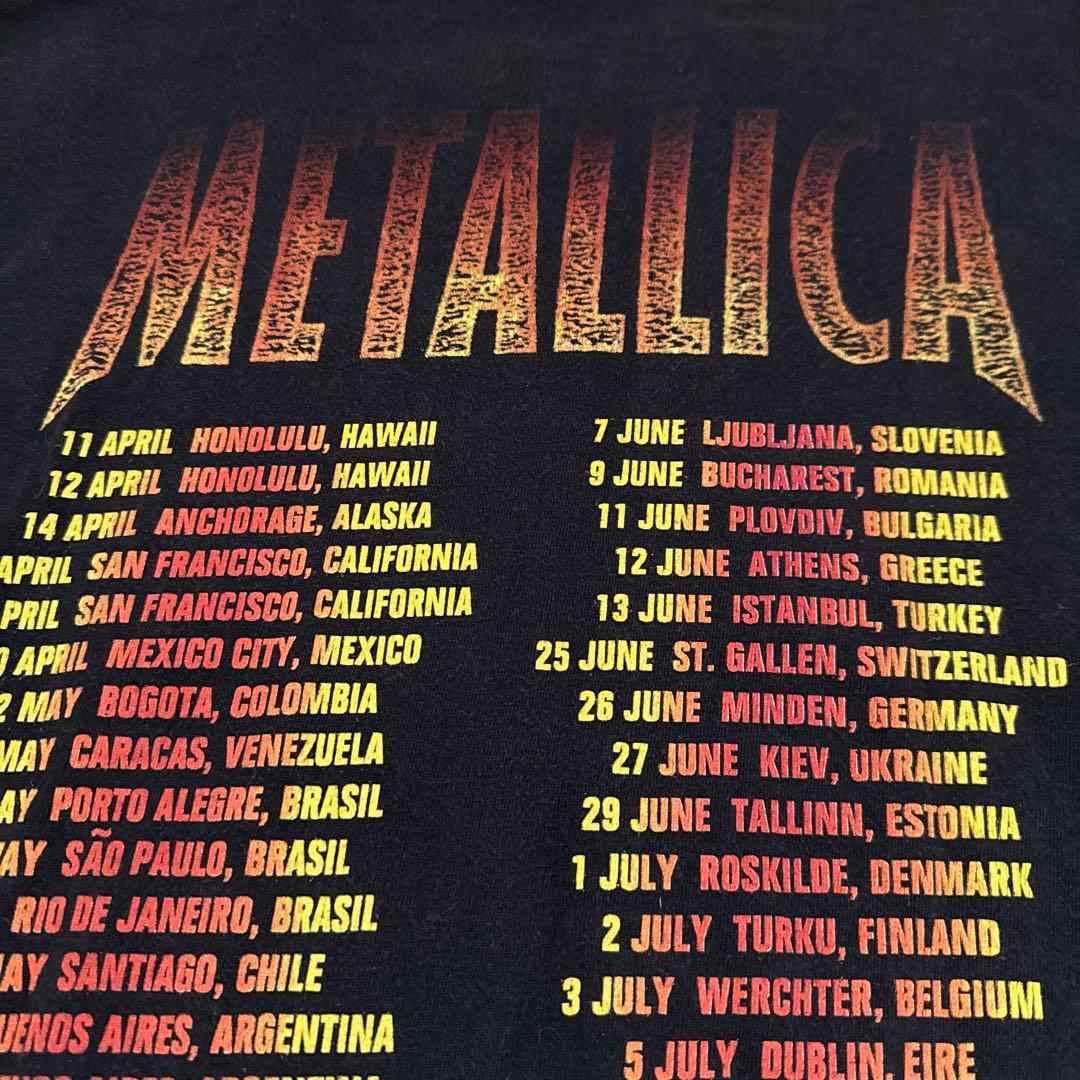 METALLICA
11 APRIL HONOLULU, HAWAII
12 APRIL HONOLULU, HAWAII
14 APRIL ANCHORAGE, ALASKA
APRIL SAN FRANCISCO, CALIFORNIA
SAN FRANCISCO, CALIFORNIA
APRIL MEXICO CITY, MEXICO
MAY BOGOTA, COLOMBIA
MAY CARACAS, VENEZUELA
PORTO ALEGRE, BRASIL
SÃO PAULO, BRASIL
RIO DE JANEIRO, BRASIL
SANTIAGO, CHILE
AIRES, ARGENTINA
7 JUNE LJUBLJANA, SLOVENIA
9 JUNE BUCHAREST, ROMANIA
11 JUNE PLOVDIV, BULGARIA
12 JUNE ATHENS, GREECE
13 JUNE ISTANBUL, TURKEY
25 JUNE ST. GALLEN, SWITZERLAND
26 JUNE MINDEN, GERMANY
27 JUNE KIEV, UKRAINE
29 JUNE TALLINN, ESTONIA
1 JULY ROSKILDE, DENMARK
2 JULY TURKU, FINLAND
3 JULY WERCHTER, BELGIUM
5 JULY DUBLIN, EIRE